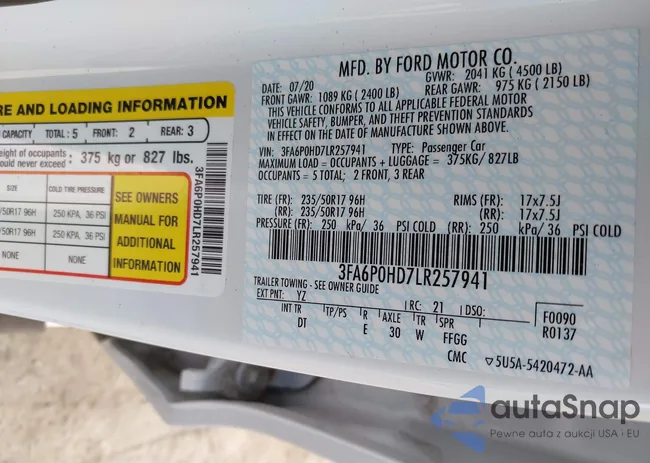 RE AND LOADING INFORMATION
CAPACITY TOTAL : 5 FRONT: 2 REAR: 3
eight of occupants
ould never exceed: 375 kg or 827 lbs.
SIZE COLD TIRE PRESSURE
/50R17 96H 250 KPA, 36 PSI
/50R17 96H 250 KPA, 36 PSI
NONE NONE
SEE OWNERS
MANUAL FOR
ADDITIONAL
INFORMATION
3FA6P0HD7LR257941
MFD. BY FORD MOTOR CO.
07/20 GVWR: 2041 KG ( 4500 LB)
FRONT GAWR: 1089 KG ( 2400 LB) REAR GAWR: 975 KG ( 2150 LB)
THIS VEHICLE CONFORMS TO ALL APPLICABLE FEDERAL MOTOR
VEHICLE SAFETY, BUMPER, AND THEFT PREVENTION STANDARDS
IN EFFECT ON THE DATE OF MANUFACTURE SHOWN ABOVE.
VIN: 3FA6P0HD7LR257941 TYPE: Passenger Car
MAXIMUM LOAD = OCCUPANTS + LUGGAGE = 375KG/ 827LB
OCCUPANTS = 5 TOTAL; 2 FRONT, 3 REAR
TIRE (FR): 235/50R17 96H RIMS (FR): 17x7.5J
(RR): 235/50R17 96H (RR): 17x7.5J
PRESSURE (FR): 250 kPa/ 36 PSI COLD (RR): 250 kPa/ 36 PSI COLD
3FA6P0HD7LR257941
TRAILER TOWING - SEE OWNER GUIDE
EXT PNT: YZ RC: 21 DSO: F0090
INT TR TP/PS R AXLE TR SPR R0137
DT E 30 W FFGG
CMC 5U5A-5420472-AA
autaSnap
Pewne auta z aukcji USA i EU